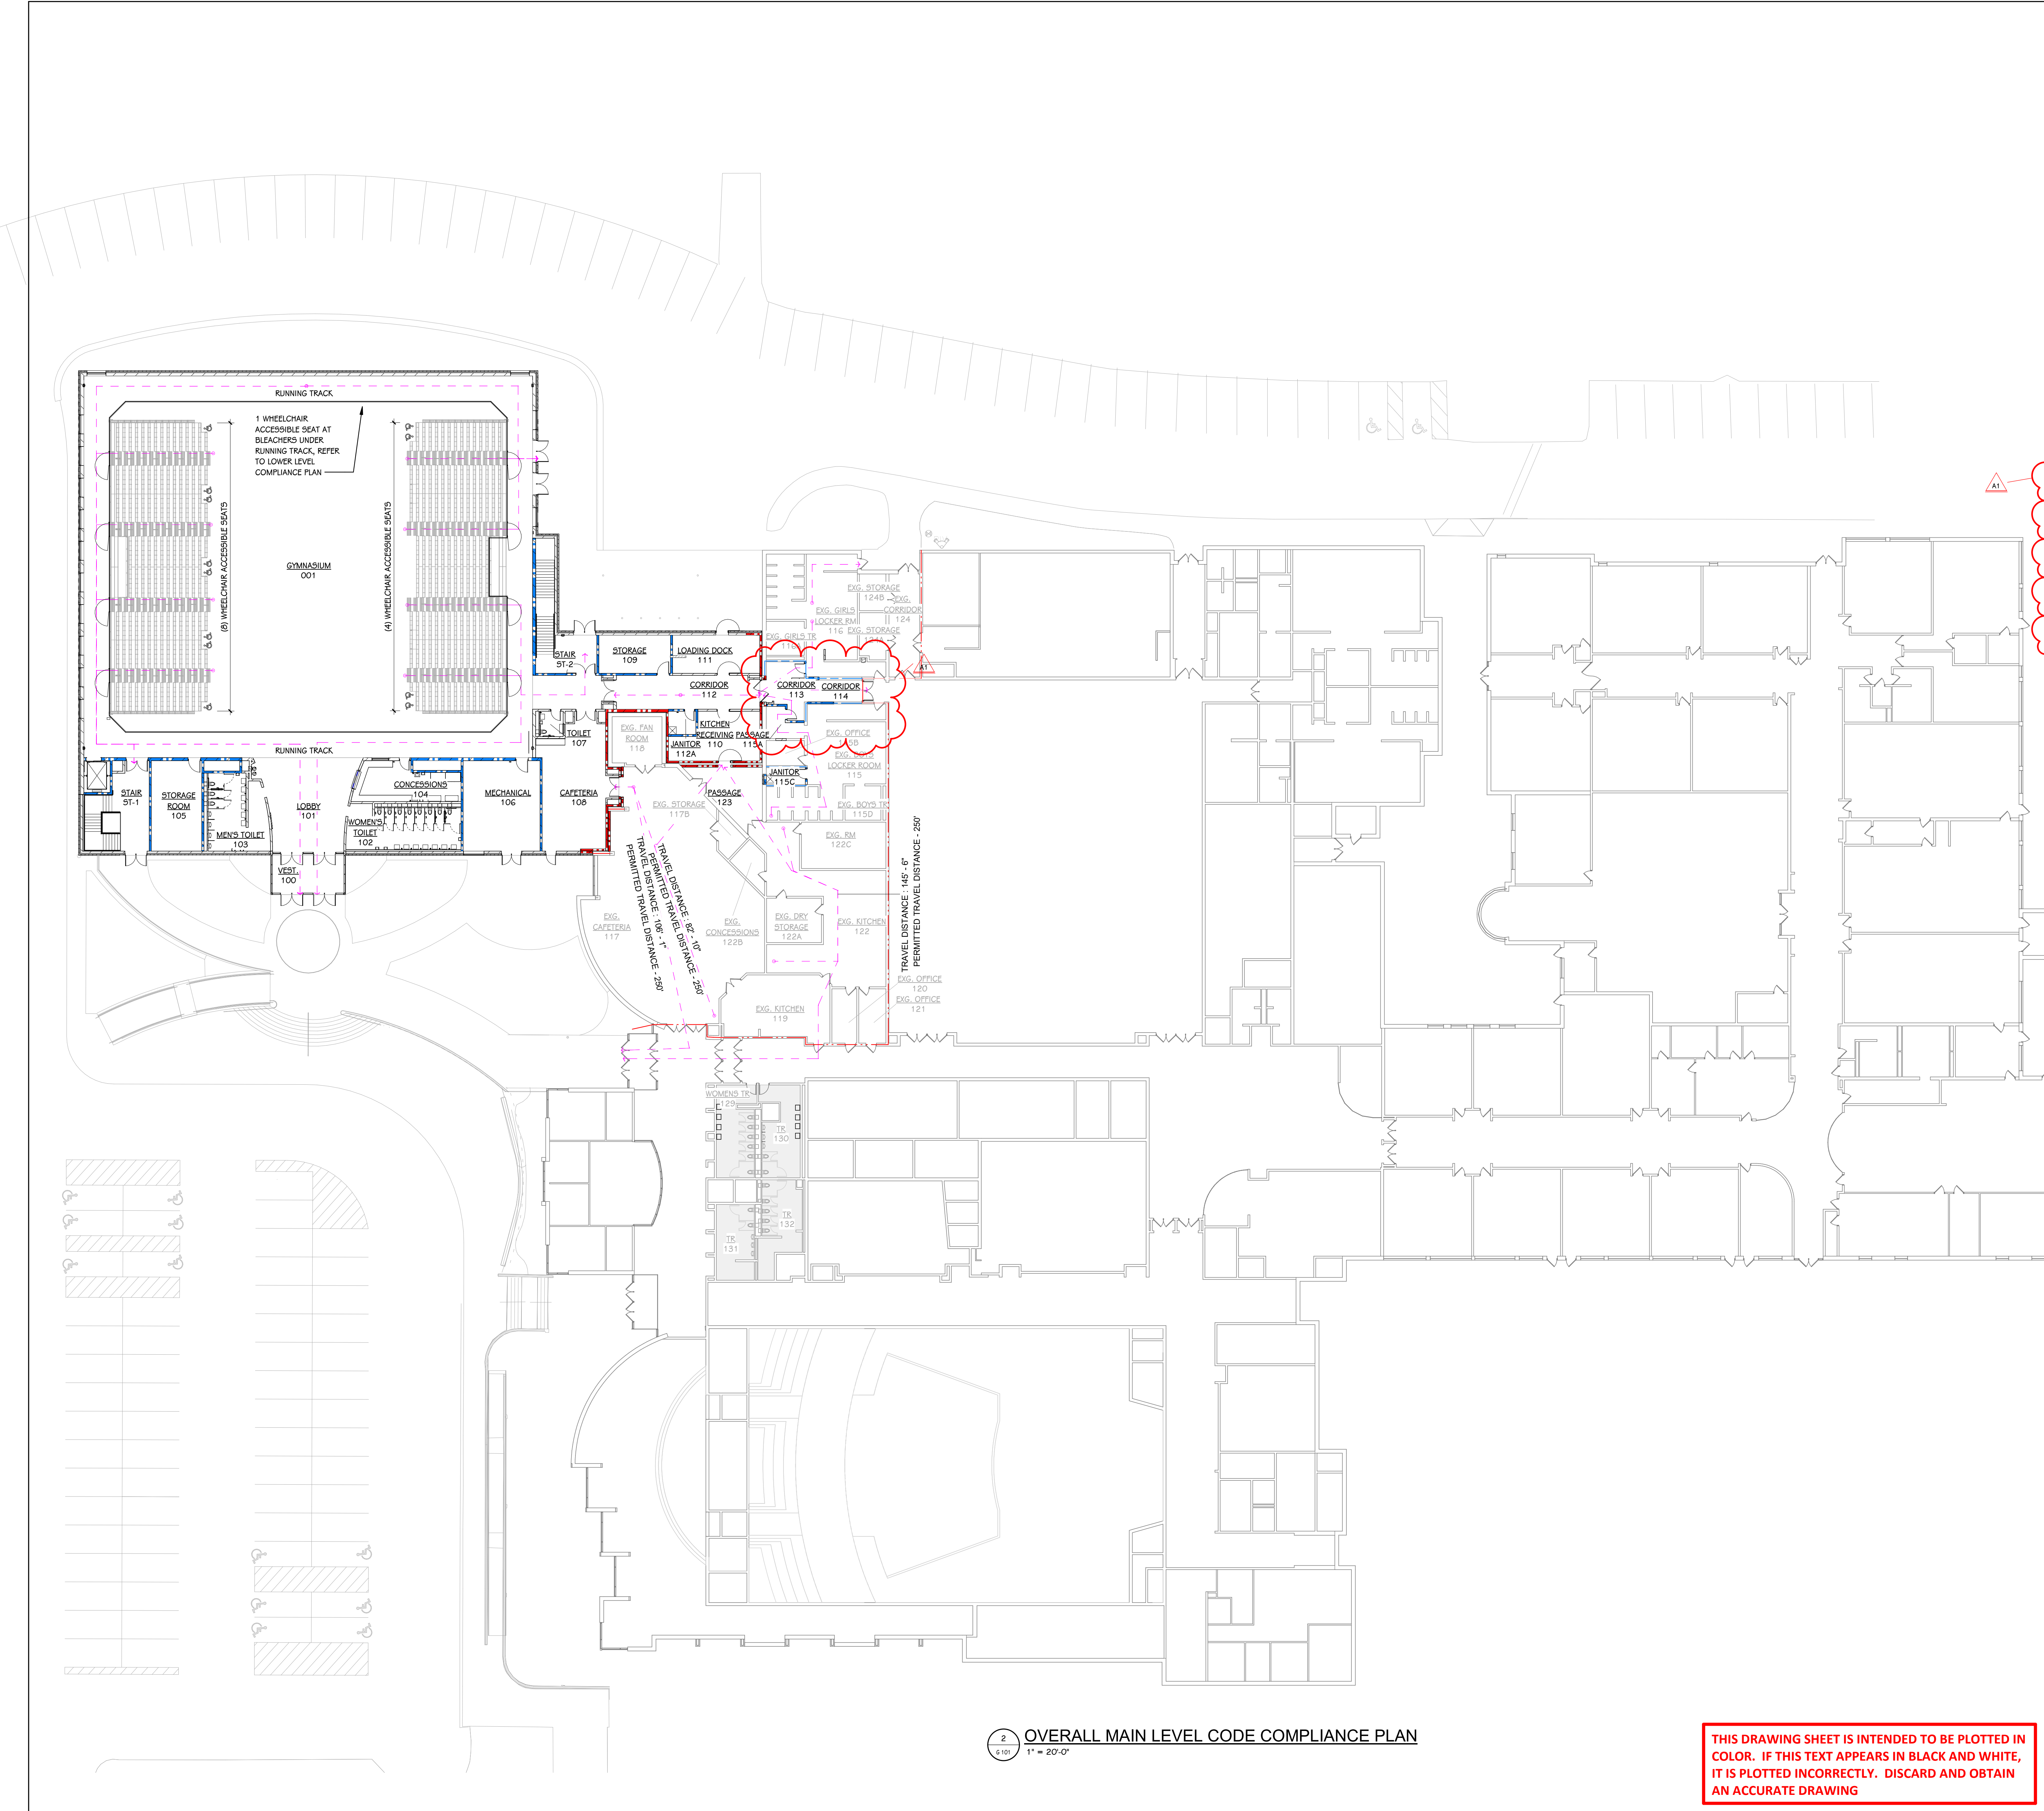 RUNNING TRACK
1 WHEELCHAIR
ACCESSIBLE SEAT AT
BLEACHERS UNDER
RUNNING TRACK, REFER
TO LOWER LEVEL
COMPLIANCE PLAN
(8) WHEELCHAIR ACCESSIBLE SEATS
(4) WHEELCHAIR ACCESSIBLE SEATS
GYMNASIUM
001
RUNNING TRACK
A1
EXG. STORAGE
124B
EXG.
CORRIDOR
124
EXG. GIRLS
LOCKER RM
116
EXG. STORAGE
124A
EXG. GIRLS TR
STAIR
ST-2
STORAGE
109
LOADING DOCK
111
A1
CORRIDOR
112
CORRIDOR
113
CORRIDOR
114
TOILET
107
EXG. FAN
ROOM
118
KITCHEN
RECEIVING
110
PASSAGE
115A
JANITOR
112A
EXG. OFFICE
115B
EXG. BOYS
LOCKER ROOM
115
JANITOR
115C
STAIR
ST-1
STORAGE
ROOM
105
MEN'S TOILET
103
LOBBY
101
CONCESSIONS
104
WOMEN'S
TOILET
102
MECHANICAL
106
CAFETERIA
108
PASSAGE
123
EXG. STORAGE
117B
EXG. BOYS TR
115D
EXG. RM
122C
VEST.
100
TRAVEL DISTANCE : 82' - 10"
PERMITTED TRAVEL DISTANCE - 250'
TRAVEL DISTANCE : 106' - 1"
PERMITTED TRAVEL DISTANCE - 250'
TRAVEL DISTANCE : 145' - 6"
PERMITTED TRAVEL DISTANCE - 250'
EXG.
CAFETERIA
117
EXG.
CONCESSIONS
122B
EXG. DRY
STORAGE
122A
EXG. KITCHEN
122
EXG. OFFICE
120
EXG. OFFICE
121
EXG. KITCHEN
119
WOMENS TR
129
TR
130
TR
132
TR
131
2
G 101
OVERALL MAIN LEVEL CODE COMPLIANCE PLAN
1" = 20'-0"
THIS DRAWING SHEET IS INTENDED TO BE PLOTTED IN
COLOR. IF THIS TEXT APPEARS IN BLACK AND WHITE,
IT IS PLOTTED INCORRECTLY. DISCARD AND OBTAIN
AN ACCURATE DRAWING